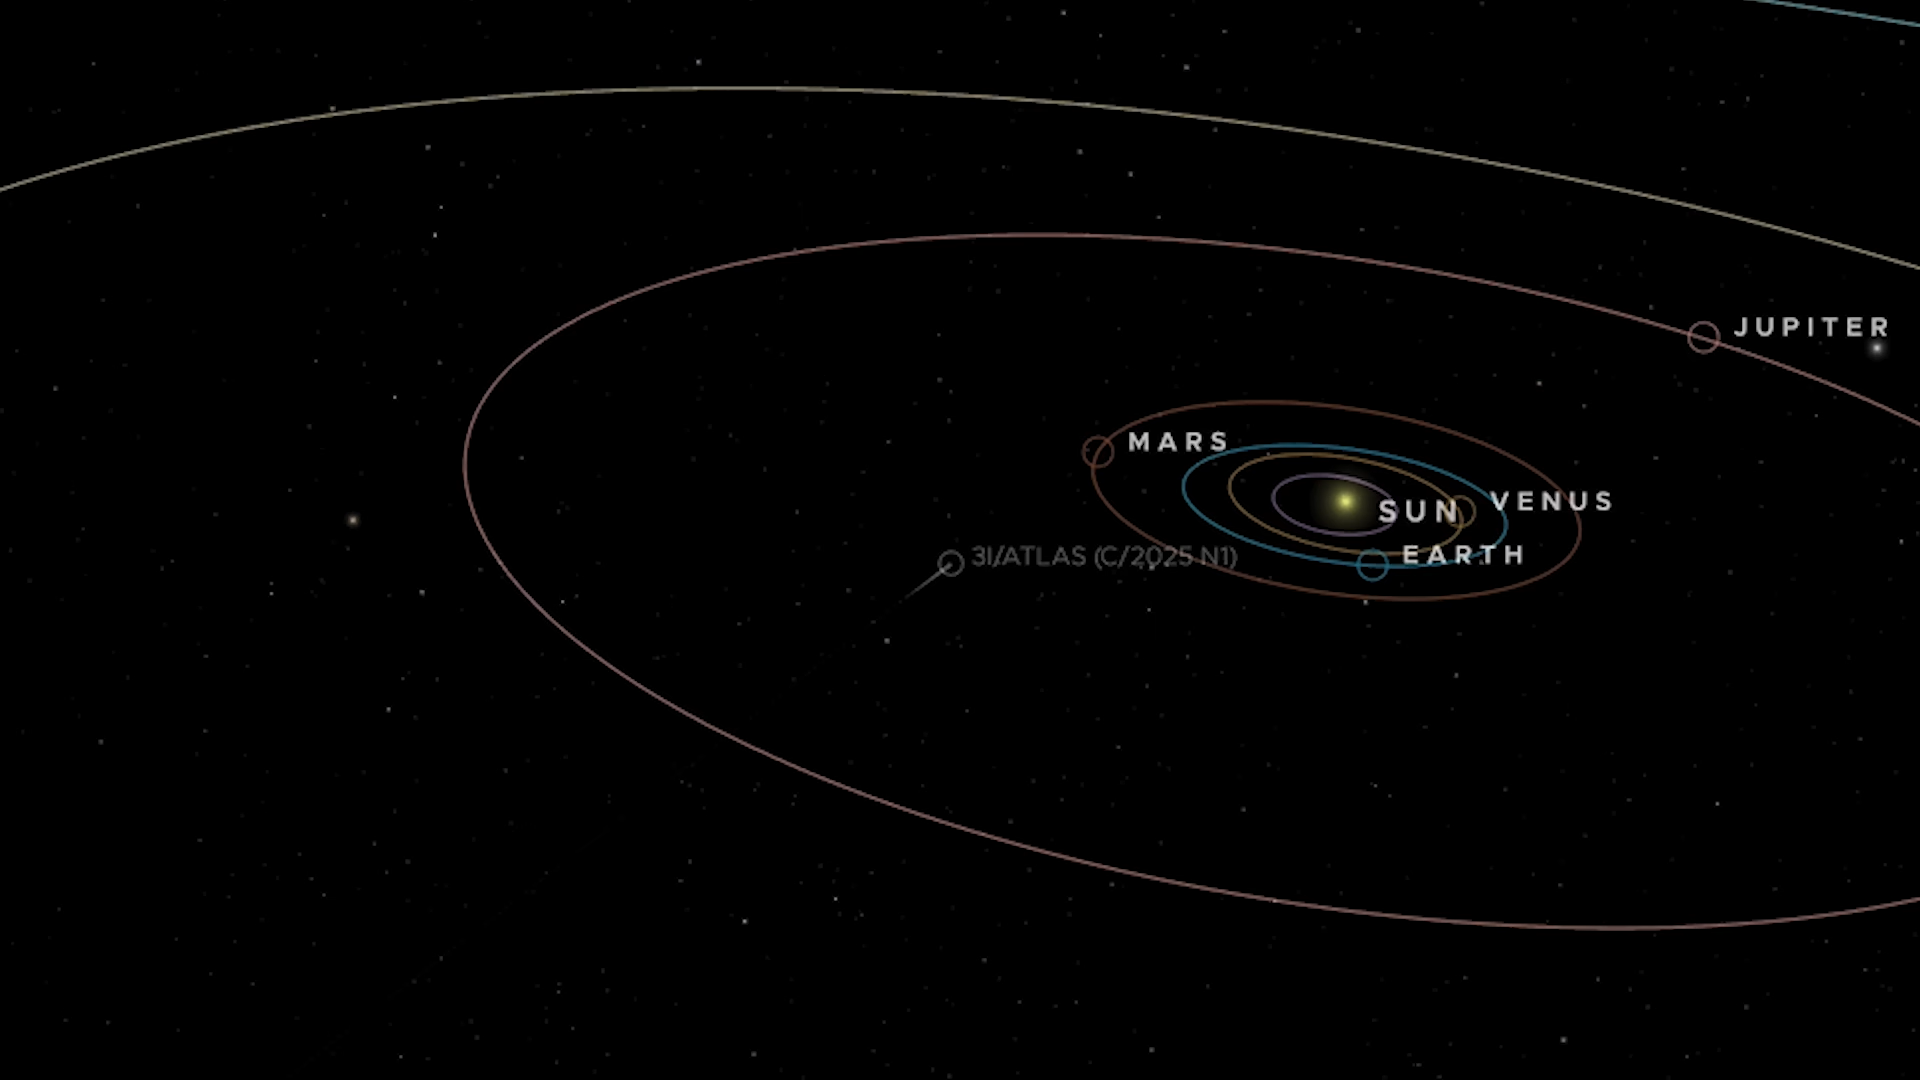 JUPITER
MARS
SUN
VENUS
EARTH
3I/ATLAS (C/2025 N1)